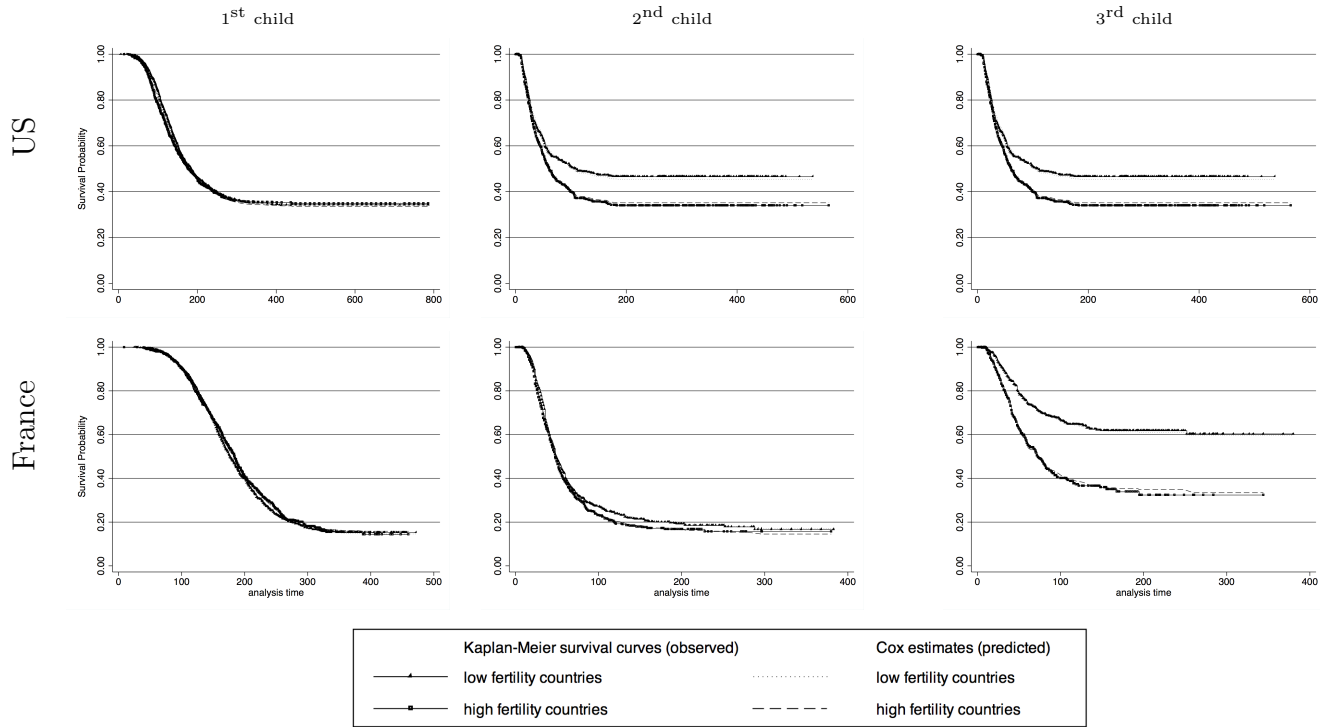 1st child 2nd child 3rd child
US
Survival Probability
1.00 1.00 1.00
0.80 0.80 0.80
0.60 0.60 0.60
0.40 0.40 0.40
0.20 0.20 0.20
0.00 0.00 0.00
0 200 400 600 800 0 200 400 600 0 200 400 600
France
Survival Probability
1.00 1.00 1.00
0.80 0.80 0.80
0.60 0.60 0.60
0.40 0.40 0.40
0.20 0.20 0.20
0.00 0.00 0.00
0 100 200 300 400 500 0 100 200 300 400 0 100 200 300 400
analysis time analysis time analysis time
Kaplan-Meier survival curves (observed) Cox estimates (predicted)
low fertility countries low fertility countries
high fertility countries high fertility countries